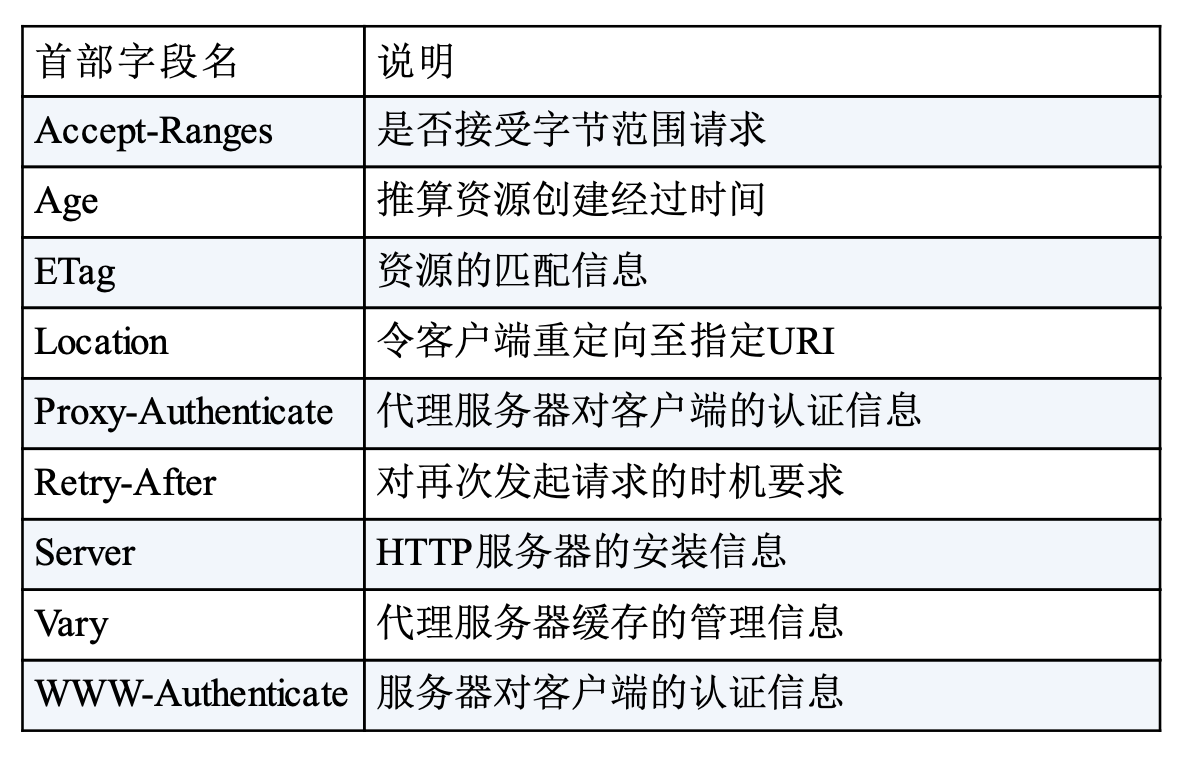 首部字段名 说明
Accept-Ranges 是否接受字节范围请求
Age 推算资源创建经过时间
ETag 资源的匹配信息
Location 令客户端重定向至指定URI
Proxy-Authenticate 代理服务器对客户端的认证信息
Retry-After 对再次发起请求的时机要求
Server HTTP服务器的安装信息
Vary 代理服务器缓存的管理信息
WWW-Authenticate 服务器对客户端的认证信息